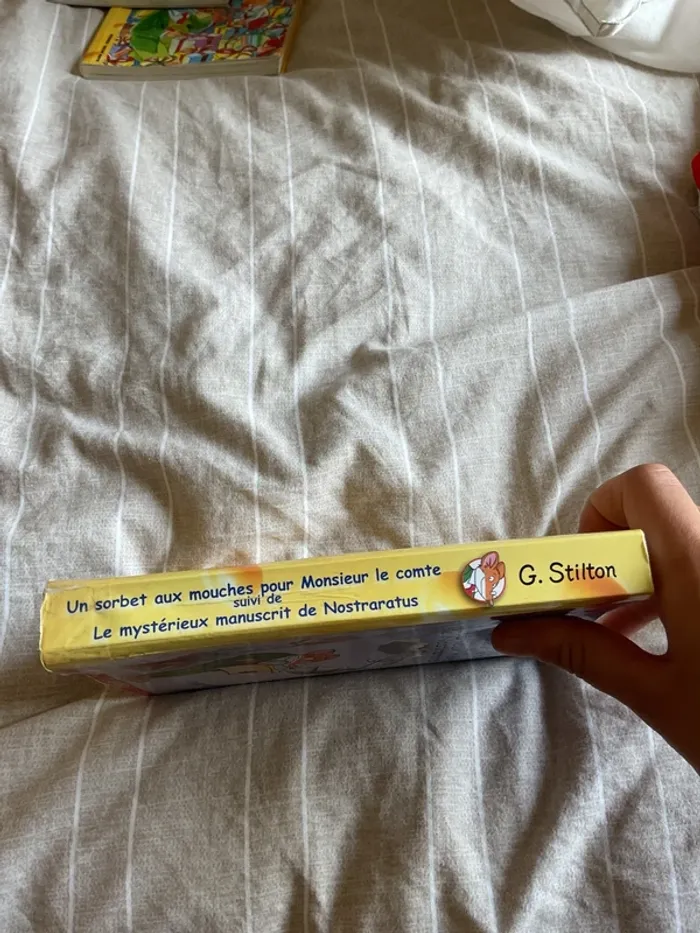 Un sorbet aux mouches pour Monsieur le comte
suivi de
Le mystérieux manuscrit de Nostraratus
G. Stilton